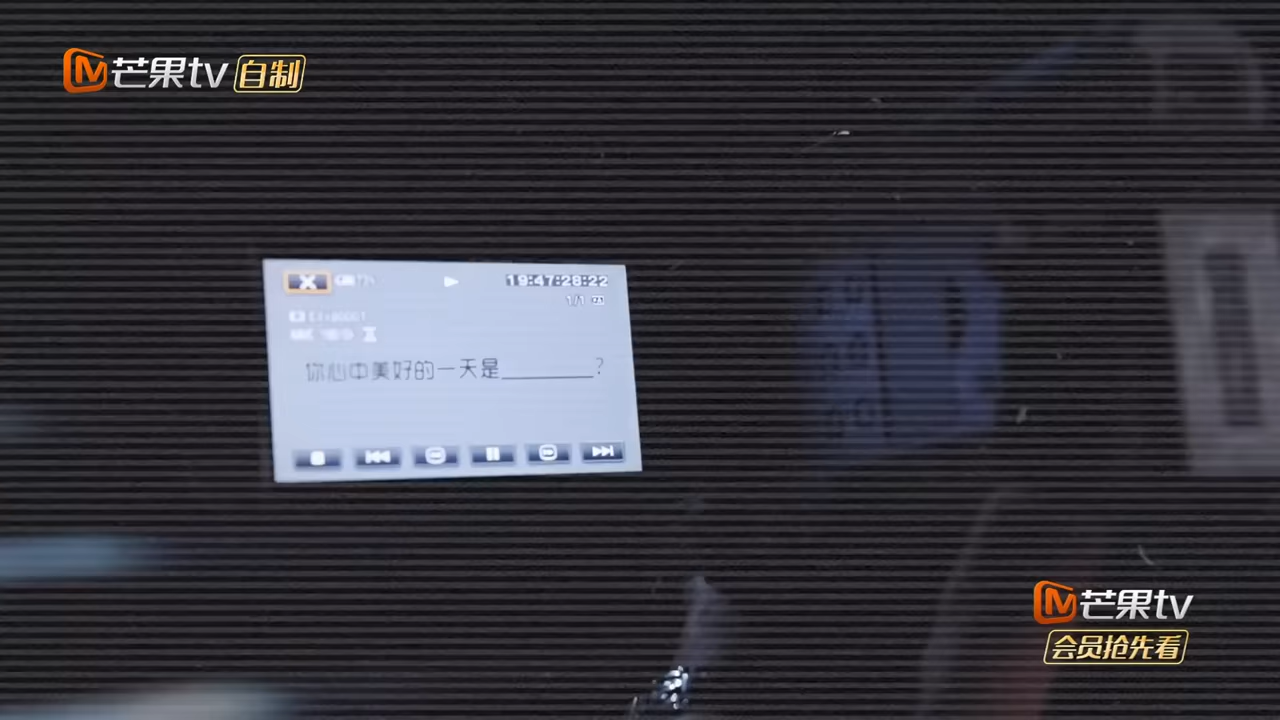 芒果tv 自制
19:47:28:22
1/1
你心中美好的一天是________?
芒果tv
会员抢先看